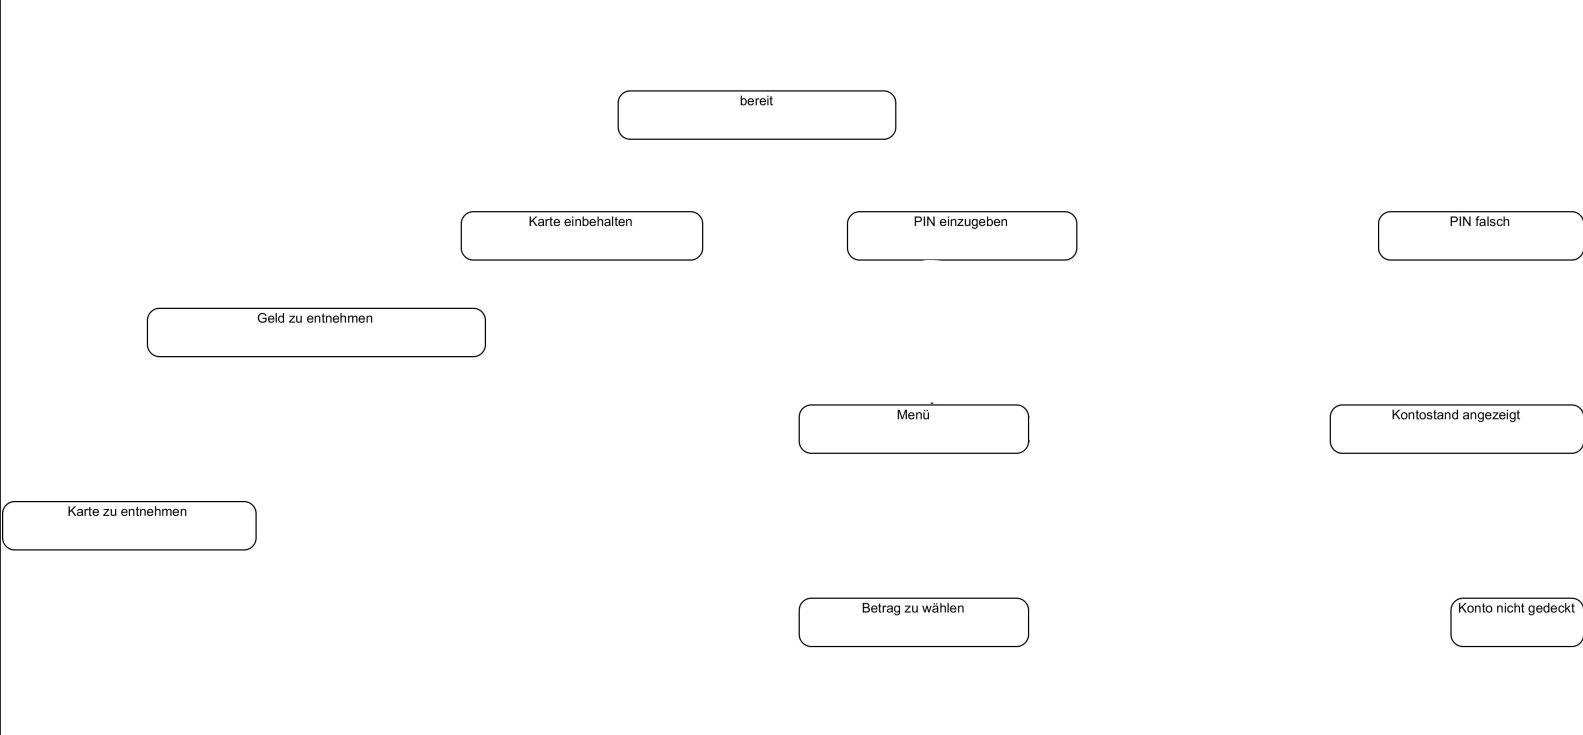 bereit
Karte einbehalten
PIN einzugeben
PIN falsch
Geld zu entnehmen
Menü
Kontostand angezeigt
Karte zu entnehmen
Betrag zu wählen
Konto nicht gedeckt